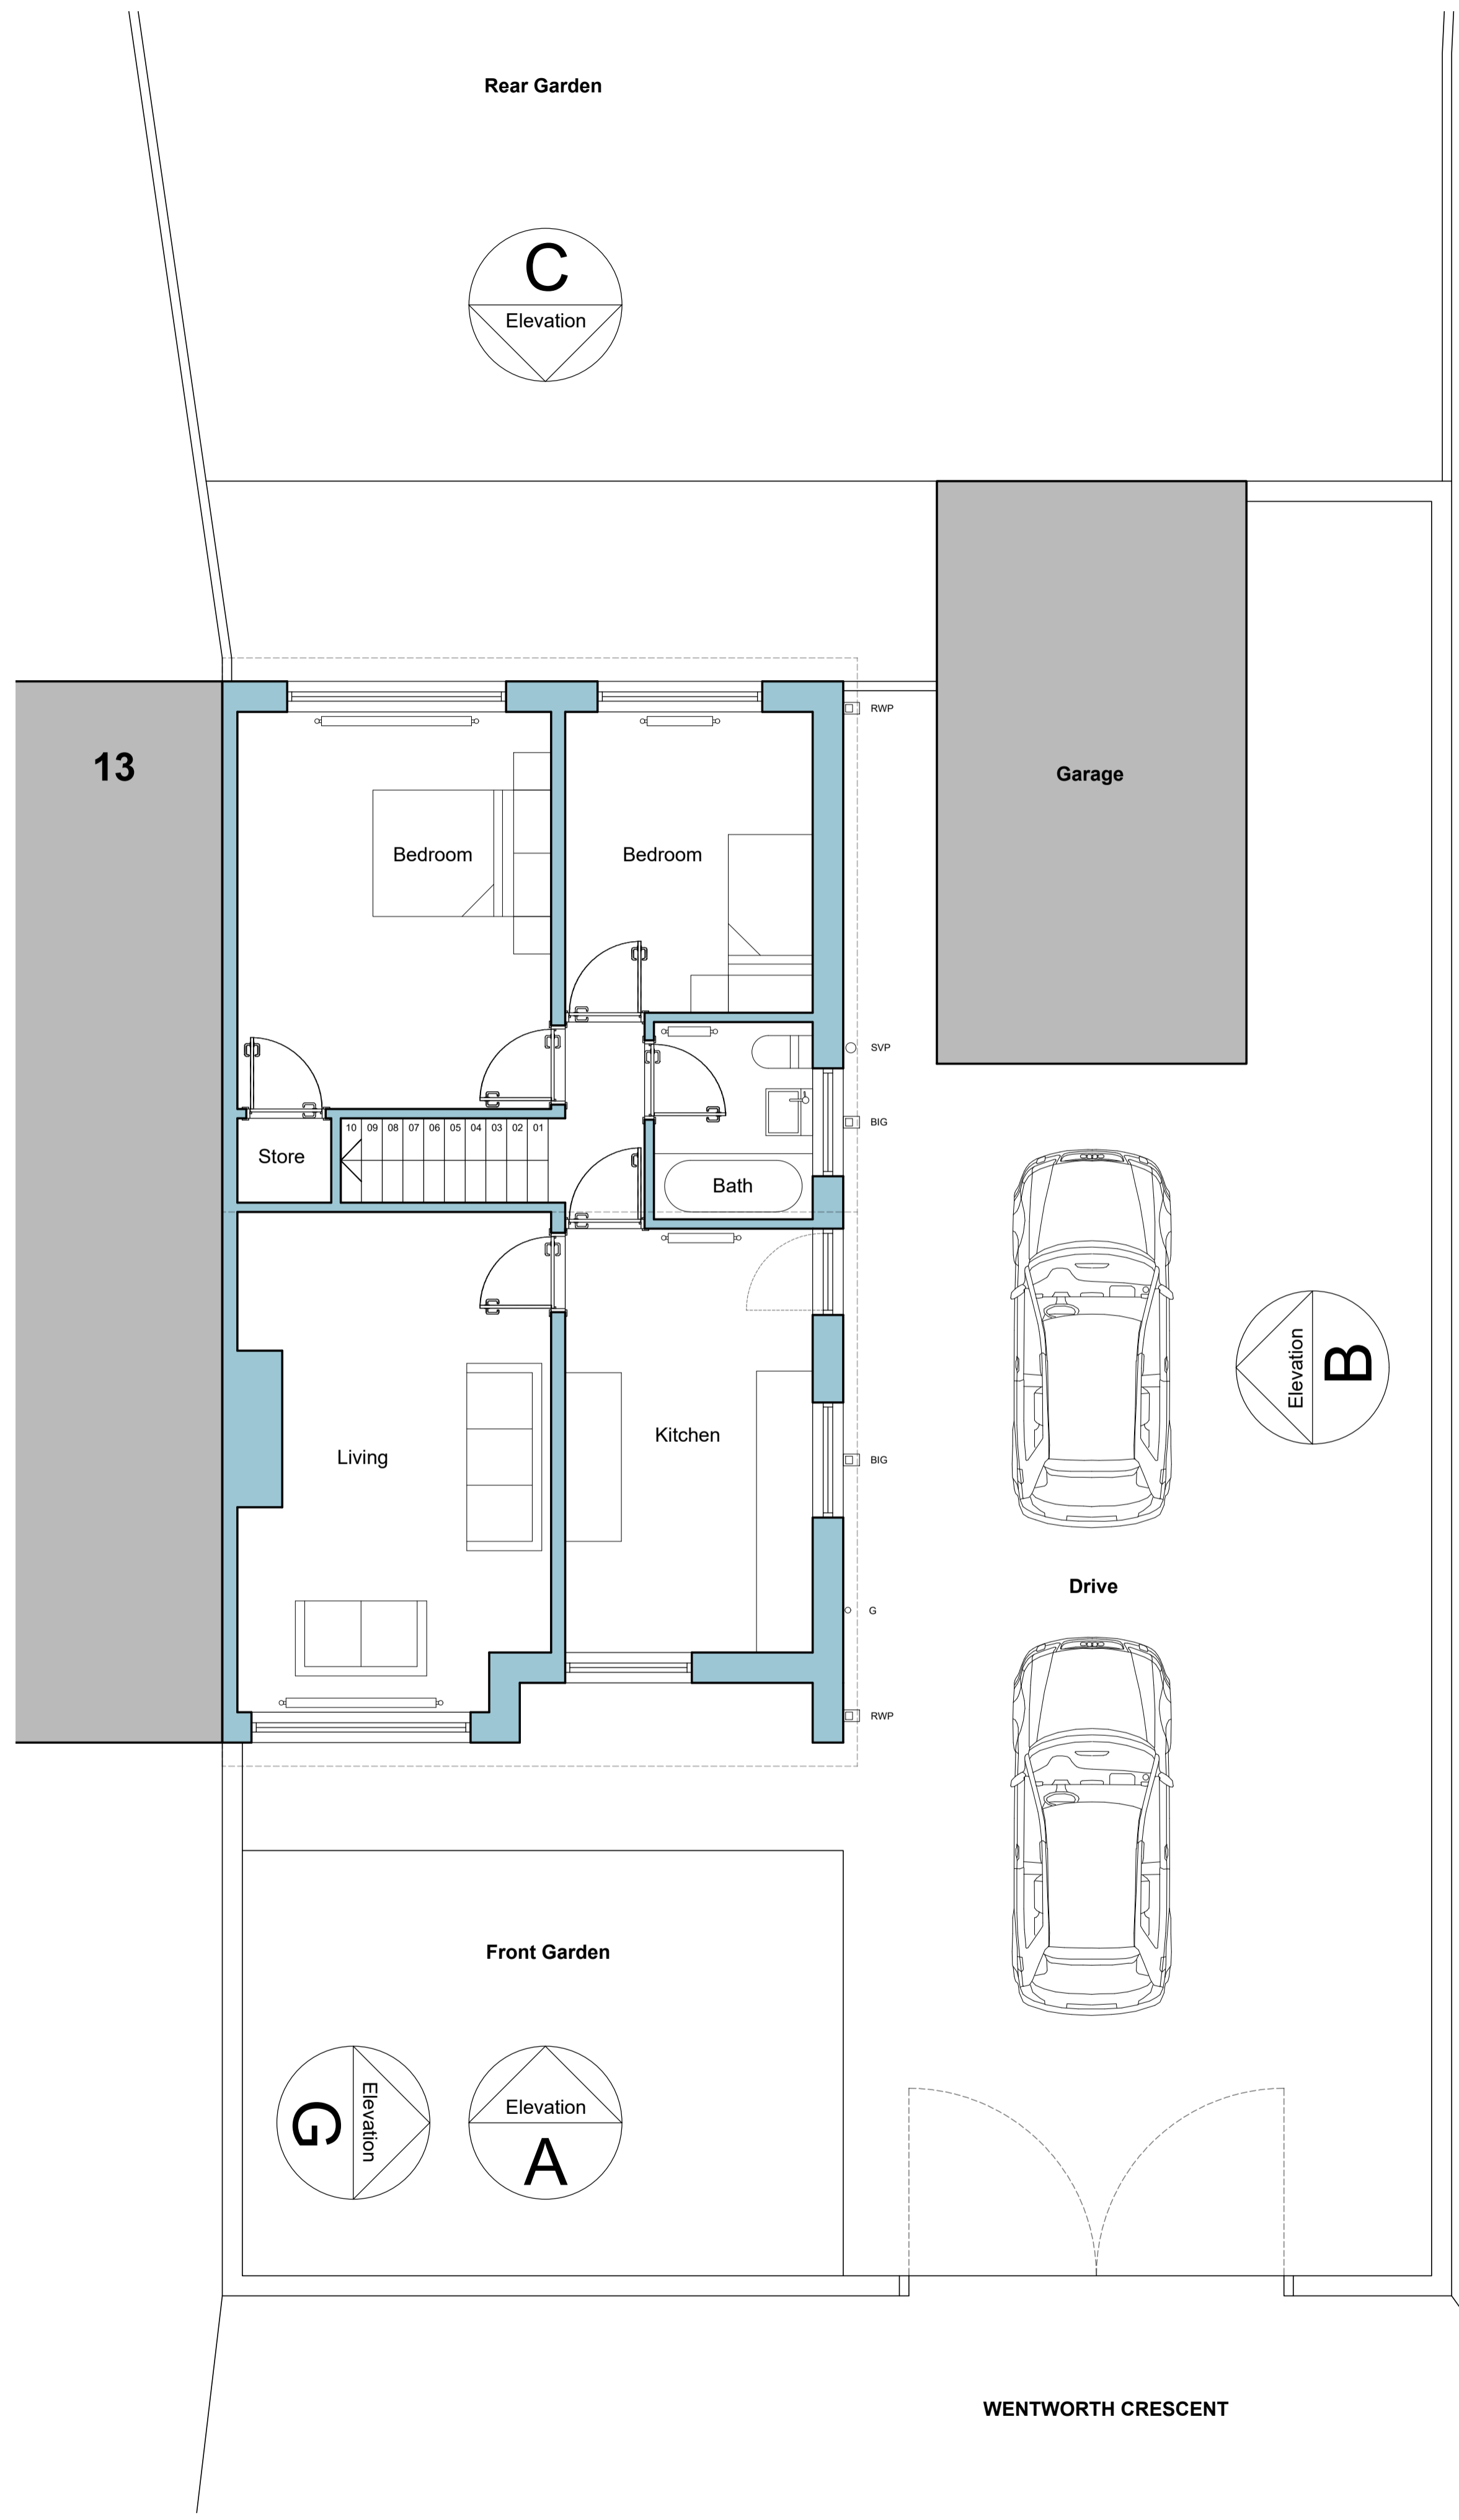 Rear Garden
C
Elevation
RWP
13
Garage
Bedroom
Bedroom
SVP
BIG
10 09 08 07 06 05 04 03 02 01
Store
Bath
Elevation
B
Kitchen
Living
BIG
Drive
G
RWP
Front Garden
G
Elevation
Elevation
A
WENTWORTH CRESCENT